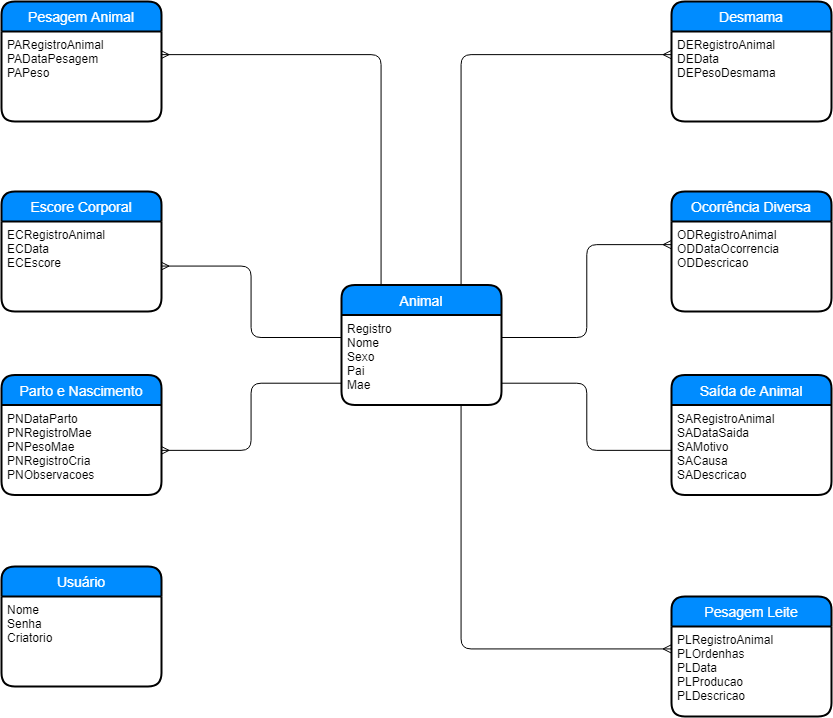 Pesagem Animal
PARegistroAnimal
PADataPesagem
PAPeso
Desmama
DERegistroAnimal
DEData
DEPesoDesmama
Escore Corporal
ECRegistroAnimal
ECData
ECEscore
Ocorrência Diversa
ODRegistroAnimal
ODDataOcorrencia
ODDescricao
Animal
Registro
Nome
Sexo
Pai
Mae
Parto e Nascimento
PNDataParto
PNRegistroMae
PNPesoMae
PNRegistroCria
PNObservacoes
Saída de Animal
SARegistroAnimal
SADataSaida
SAMotivo
SACausa
SADescricao
Usuário
Nome
Senha
Criatorio
Pesagem Leite
PLRegistroAnimal
PLOrdenhas
PLData
PLProducao
PLDescricao